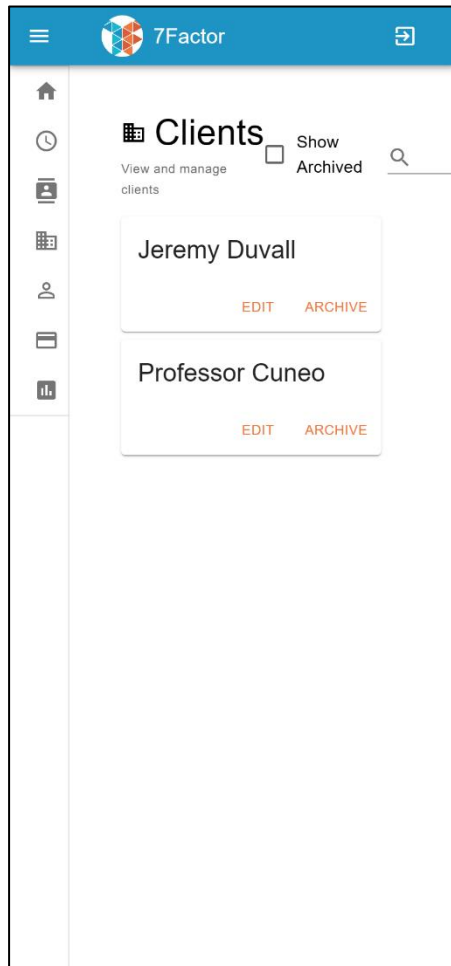 7Factor
Clients
Show
Archived
View and manage
clients
Jeremy Duvall
EDIT ARCHIVE
Professor Cuneo
EDIT ARCHIVE